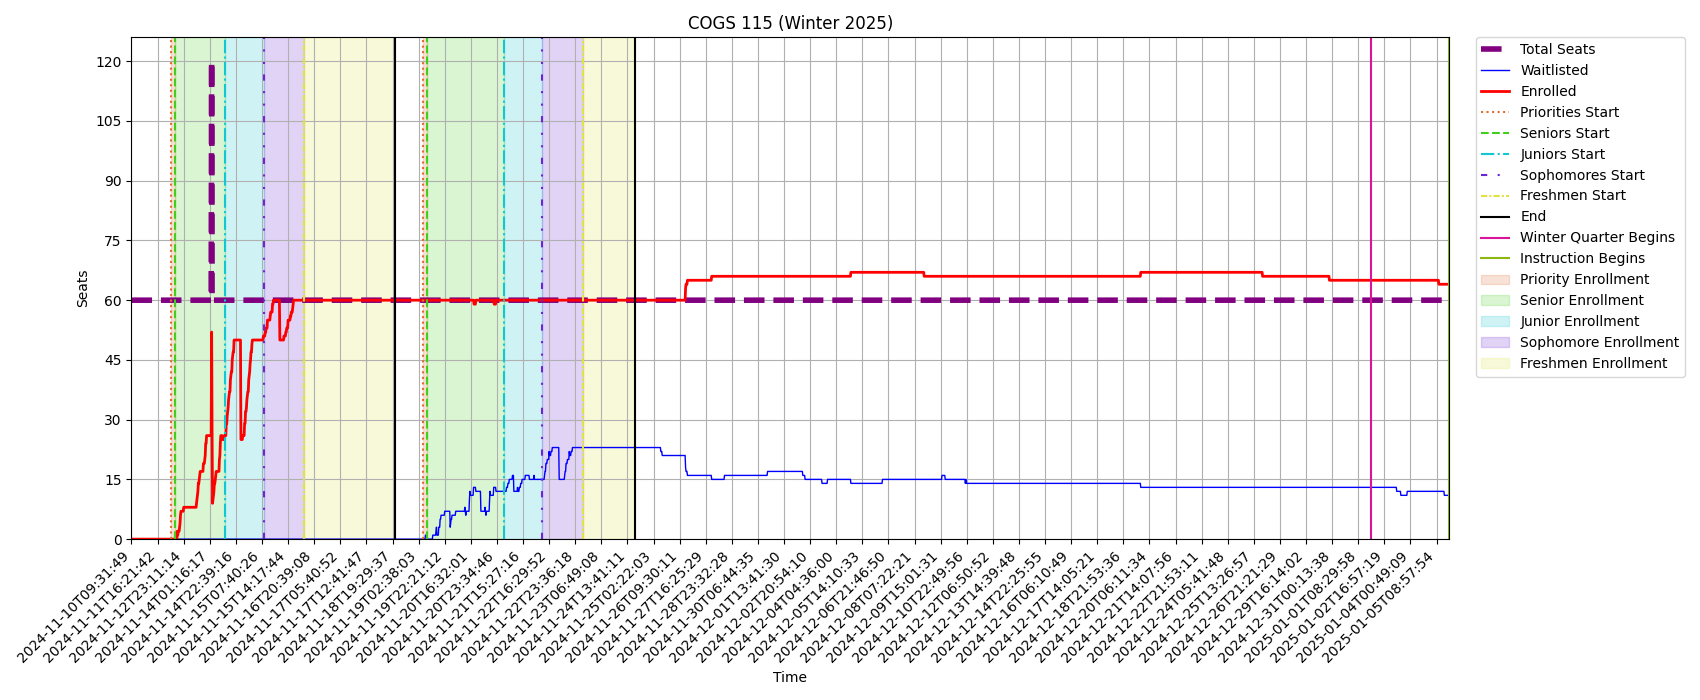 COGS 115 (Winter 2025)
Seats
120
105
90
75
60
45
30
15
0
2024-11-10T09:31:49
2024-11-11T16:21:42
2024-11-12T23:11:14
2024-11-14T01:16:17
2024-11-14T22:39:16
2024-11-15T07:40:26
2024-11-15T14:17:44
2024-11-16T20:39:08
2024-11-17T05:40:52
2024-11-17T12:41:47
2024-11-18T19:29:37
2024-11-19T02:38:03
2024-11-19T22:21:12
2024-11-20T16:32:01
2024-11-20T23:34:46
2024-11-21T15:27:16
2024-11-22T16:29:52
2024-11-22T23:36:18
2024-11-23T06:49:08
2024-11-24T13:41:11
2024-11-25T20:22:03
2024-11-26T09:30:11
2024-11-27T16:25:29
2024-11-28T23:32:28
2024-11-30T06:44:35
2024-12-01T13:41:30
2024-12-02T20:54:10
2024-12-04T04:36:00
2024-12-05T14:10:33
2024-12-06T21:46:50
2024-12-08T07:22:21
2024-12-09T15:01:31
2024-12-10T22:49:56
2024-12-12T06:50:52
2024-12-13T14:39:48
2024-12-14T22:25:55
2024-12-16T06:10:49
2024-12-17T14:05:21
2024-12-18T21:53:36
2024-12-20T06:11:34
2024-12-21T14:07:56
2024-12-22T21:53:11
2024-12-24T05:41:48
2024-12-25T13:26:57
2024-12-26T21:21:29
2024-12-29T16:14:02
2024-12-31T00:13:38
2025-01-01T08:29:58
2025-01-02T16:57:19
2025-01-04T00:49:09
2025-01-05T08:57:54
Time
Total Seats
Waitlisted
Enrolled
Priorities Start
Seniors Start
Juniors Start
Sophomores Start
Freshmen Start
End
Winter Quarter Begins
Instruction Begins
Priority Enrollment
Senior Enrollment
Junior Enrollment
Sophomore Enrollment
Freshmen Enrollment